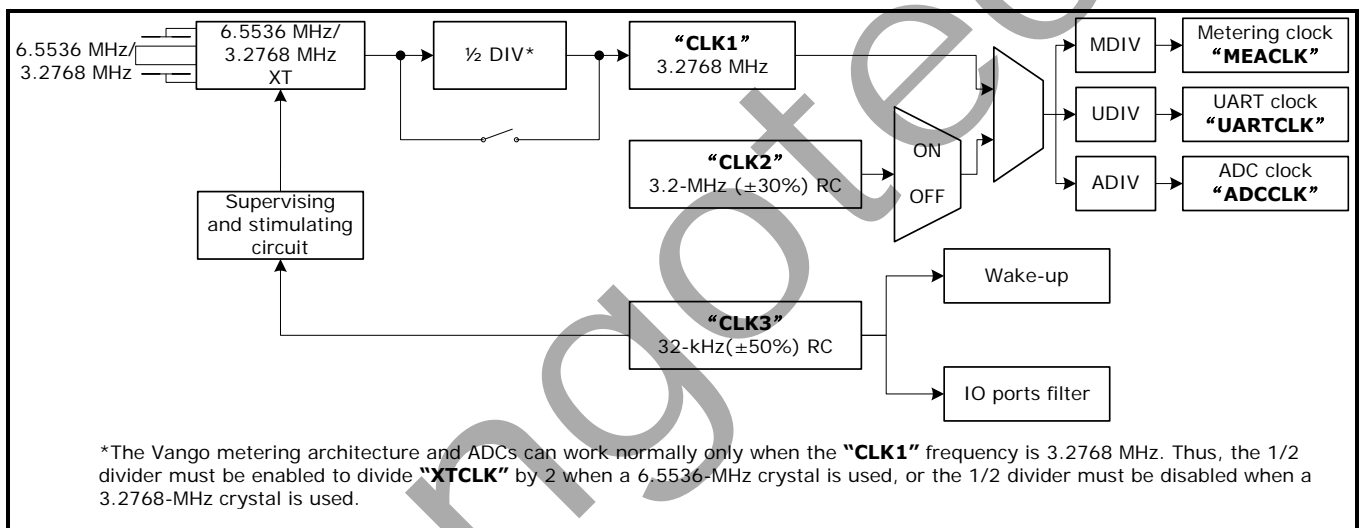 6.5536 MHz/
3.2768 MHz
6.5536 MHz/
3.2768 MHz
XT
½ DIV*
“CLK1”
3.2768 MHz
MDIV
Metering clock
“MEACLK”
UDIV
UART clock
“UARTCLK”
ADIV
ADC clock
“ADCCLK”
“CLK2”
3.2-MHz (±30%) RC
ON
OFF
Supervising
and stimulating
circuit
“CLK3”
32-kHz(±50%) RC
Wake-up
IO ports filter
*The Vango metering architecture and ADCs can work normally only when the “CLK1” frequency is 3.2768 MHz. Thus, the 1/2
divider must be enabled to divide “XTCLK” by 2 when a 6.5536-MHz crystal is used, or the 1/2 divider must be disabled when a
3.2768-MHz crystal is used.
ngotec